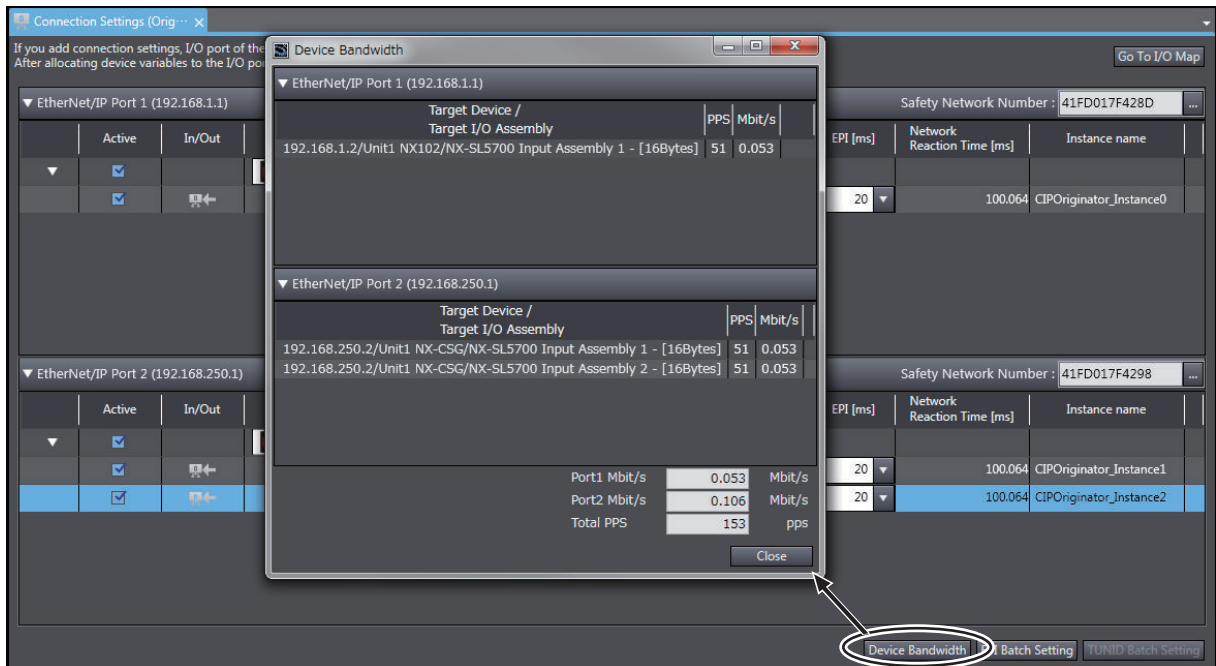 Connection Settings (Orig···
If you add connection settings, I/O port of the
After allocating device variables to the I/O po
Go To I/O Map
Device Bandwidth
EtherNet/IP Port 1 (192.168.1.1)
Target Device /
Target I/O Assembly
PPS
Mbit/s
192.168.1.2/Unit1 NX102/NX-SL5700 Input Assembly 1 - [16Bytes]
51
0.053
EtherNet/IP Port 2 (192.168.250.1)
Target Device /
Target I/O Assembly
PPS
Mbit/s
192.168.250.2/Unit1 NX-CSG/NX-SL5700 Input Assembly 1 - [16Bytes]
51
0.053
192.168.250.2/Unit1 NX-CSG/NX-SL5700 Input Assembly 2 - [16Bytes]
51
0.053
Port1 Mbit/s
0.053
Mbit/s
Port2 Mbit/s
0.106
Mbit/s
Total PPS
153
pps
Close
EtherNet/IP Port 1 (192.168.1.1)
Safety Network Number :
41FD017F428D
...
Active
In/Out
EPI [ms]
Network
Reaction Time [ms]
Instance name
20
100.064
CIPOriginator_Instance0
EtherNet/IP Port 2 (192.168.250.1)
Safety Network Number :
41FD017F4298
...
Active
In/Out
EPI [ms]
Network
Reaction Time [ms]
Instance name
20
100.064
CIPOriginator_Instance1
20
100.064
CIPOriginator_Instance2
Device Bandwidth
Batch Setting
TUNID Batch Setting